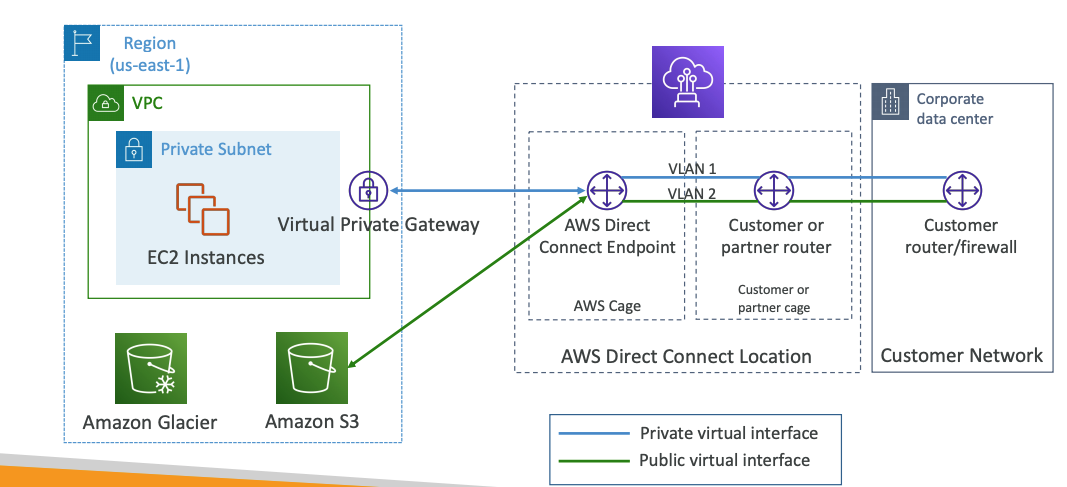 Region
(us-east-1)
VPC
Private Subnet
EC2 Instances
Virtual Private Gateway
Amazon Glacier
Amazon S3
VLAN 1
VLAN 2
AWS Direct
Connect Endpoint
AWS Cage
Customer or
partner router
Customer or
partner cage
AWS Direct Connect Location
Corporate
data center
Customer
router/firewall
Customer Network
Private virtual interface
Public virtual interface